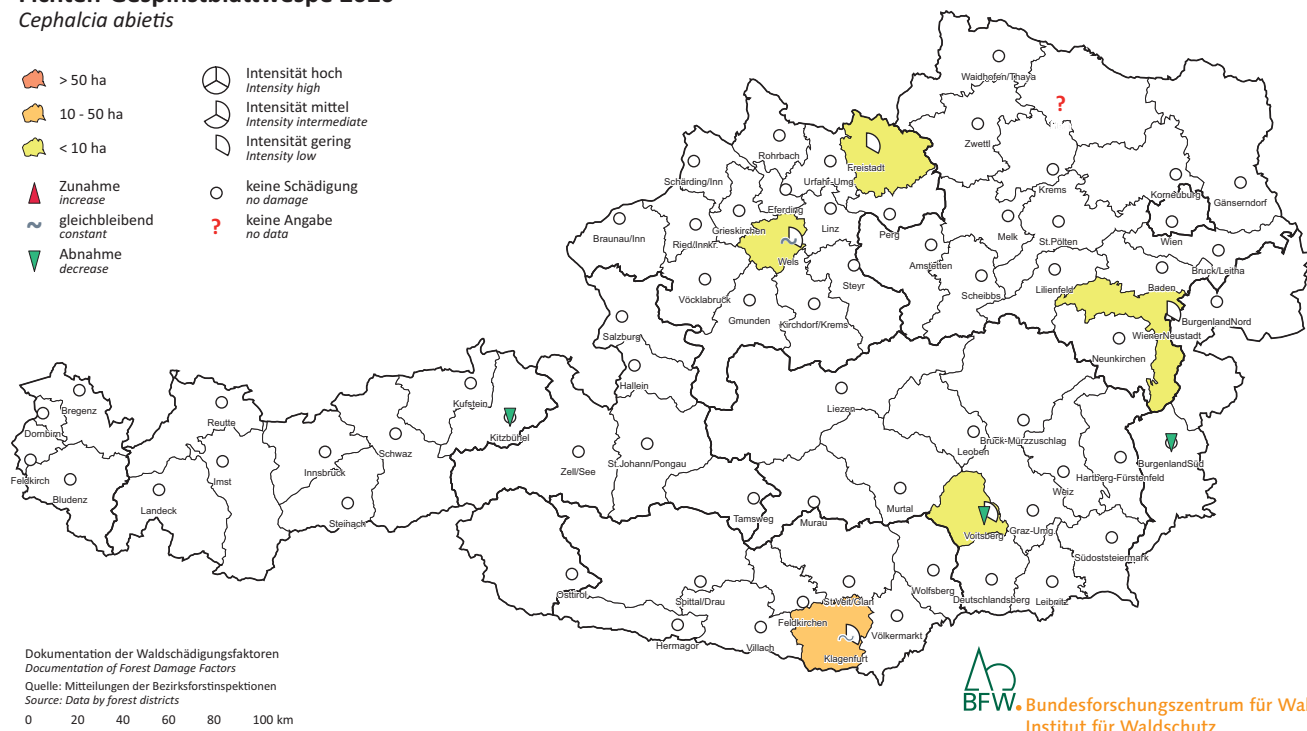 Cephalcia abietis
> 50 ha
10 - 50 ha
< 10 ha
Zunahme
increase
~ gleichbleibend
constant
Abnahme
decrease
Intensität hoch
Intensity high
Intensität mittel
Intensity intermediate
Intensität gering
Intensity low
keine Schädigung
no damage
? keine Angabe
no data
Waidhofen/Thaya
?
Zwettl
Rohrbach
Freistadt
Schärding/Inn
Urfahr-Umg.
Krems
Korneuburg
Gänserndorf
Eferding
Grieskirchen
Linz
Perg
Melk
St.Pölten
Wien
Braunau/Inn
Ried/Innkr.
Wels
Amstetten
Bruck/Leitha
Steyr
Scheibbs
Lilienfeld
Baden
Vöcklabruck
Gmunden
Kirchdorf/Krems
BurgenlandNord
WienerNeustadt
Salzburg
Neunkirchen
Hallein
Bregenz
Kufstein
Liezen
Dornbirn
Reutte
Kitzbühel
Bruck-Mürzzuschlag
Schwaz
Leoben
BurgenlandSüd
Feldkirch
Bludenz
Imst
Innsbruck
Zell/See
St.Johann/Pongau
Hartberg-Fürstenfeld
Weiz
Landeck
Steinach
Tamsweg
Murau
Murtal
Voitsberg
Graz-Umg.
Südoststeiermark
Osttirol
Spittal/Drau
St.Veit/Glan
Wolfsberg
Deutschlandsberg
Leibnitz
Feldkirchen
Völkermarkt
Hermagor
Villach
Klagenfurt
Dokumentation der Waldschädigungsfaktoren
Documentation of Forest Damage Factors
Quelle: Mitteilungen der Bezirksforstinspektionen
Source: Data by forest districts
0 20 40 60 80 100 km
BFW
Bundesforschungszentrum für Wal
Institut für Waldschutz